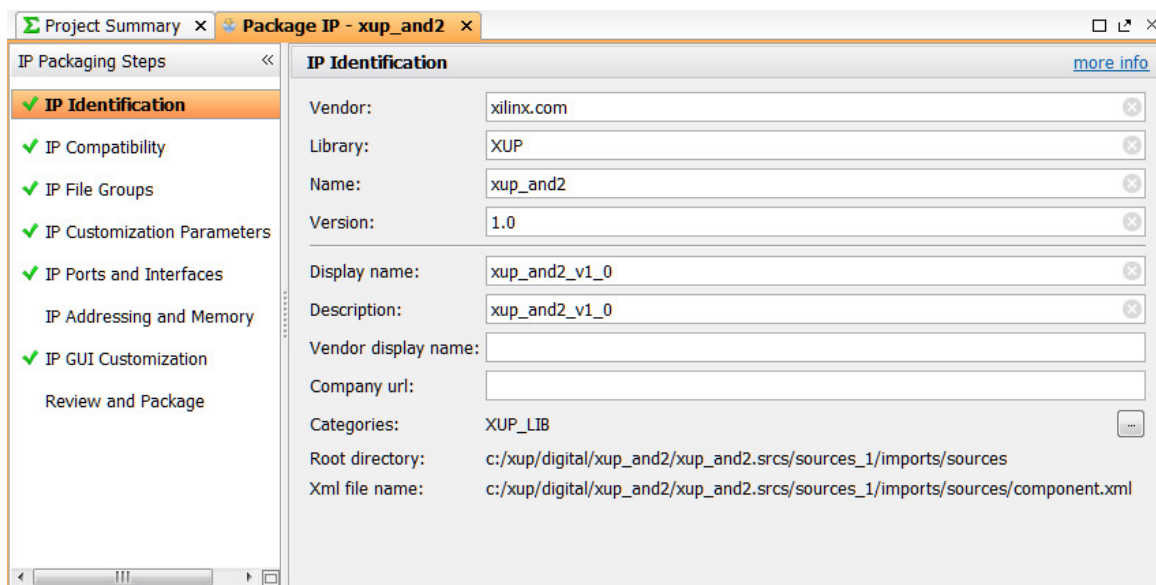 Σ Project Summary × Package IP - xup_and2 ×
IP Packaging Steps «
IP Identification
IP Compatibility
IP File Groups
IP Customization Parameters
IP Ports and Interfaces
IP Addressing and Memory
IP GUI Customization
Review and Package
IP Identification more info
Vendor: xilinx.com
Library: XUP
Name: xup_and2
Version: 1.0
Display name: xup_and2_v1_0
Description: xup_and2_v1_0
Vendor display name:
Company url:
Categories: XUP_LIB ...
Root directory: c:/xup/digital/xup_and2/xup_and2.srcs/sources_1/imports/sources
Xml file name: c:/xup/digital/xup_and2/xup_and2.srcs/sources_1/imports/sources/component.xml